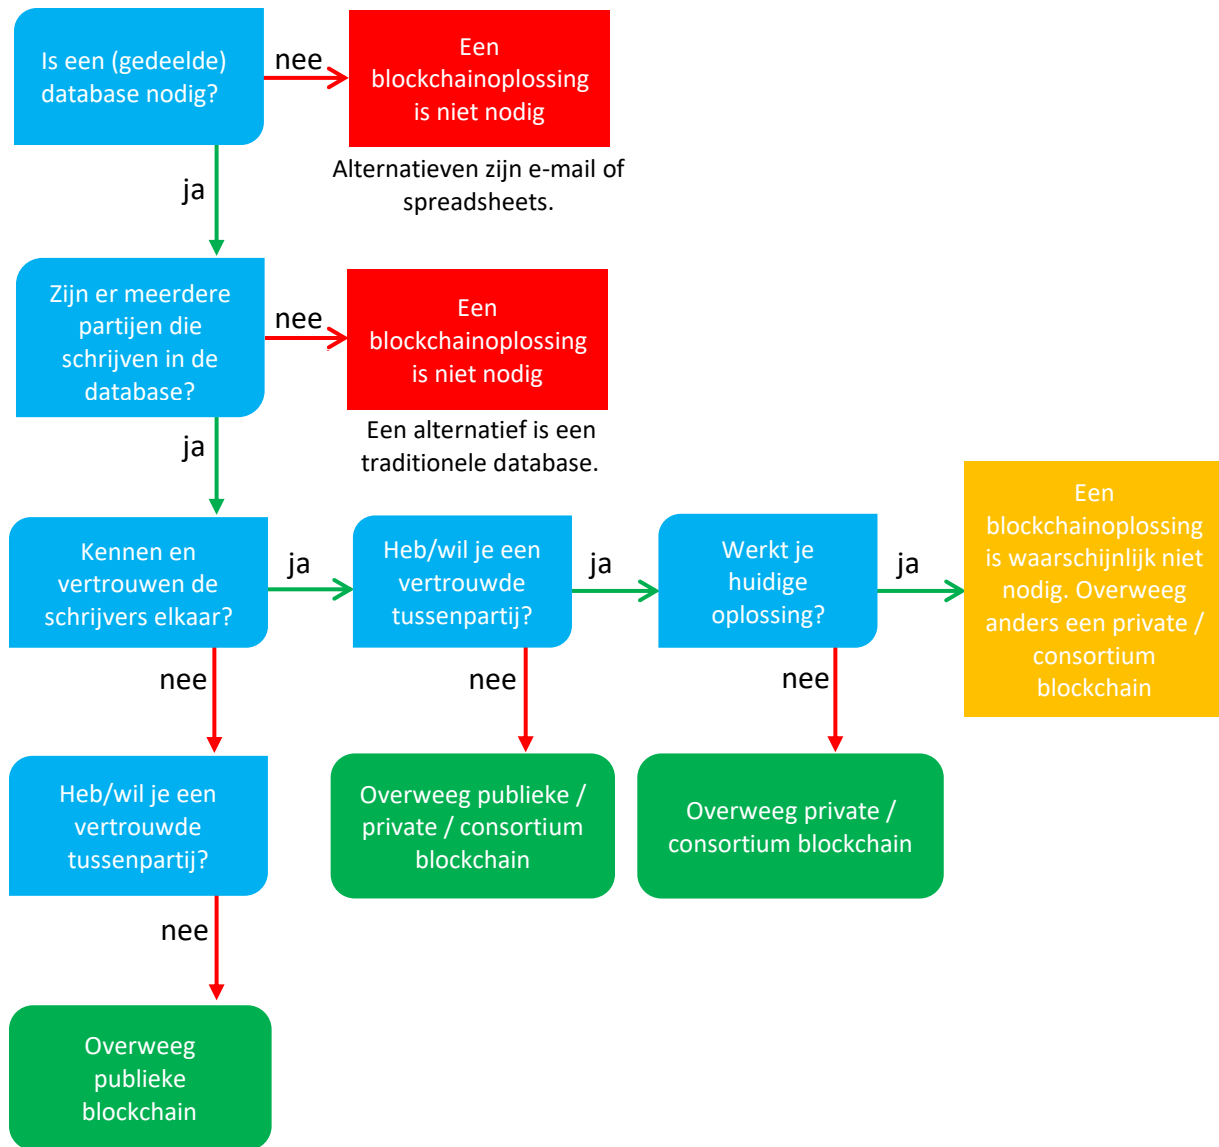 Is een (gedeelde)
database nodig?
nee
Een
blockchainoplossing
is niet nodig
Alternatieven zijn e-mail of
spreadsheets.
ja
Zijn er meerdere
partijen die
schrijven in de
database?
nee
Een
blockchainoplossing
is niet nodig
Een alternatief is een
traditionele database.
ja
Kennen en
vertrouwen de
schrijvers elkaar?
ja
Heb/wil je een
vertrouwde
tussenpartij?
ja
Werkt je
huidige
oplossing?
ja
Een
blockchainoplossing
is waarschijnlijk niet
nodig. Overweeg
anders een private /
consortium
blockchain
nee
nee
nee
Heb/wil je een
vertrouwde
tussenpartij?
Overweeg publieke /
private / consortium
blockchain
Overweeg private /
consortium blockchain
nee
Overweeg
publieke
blockchain